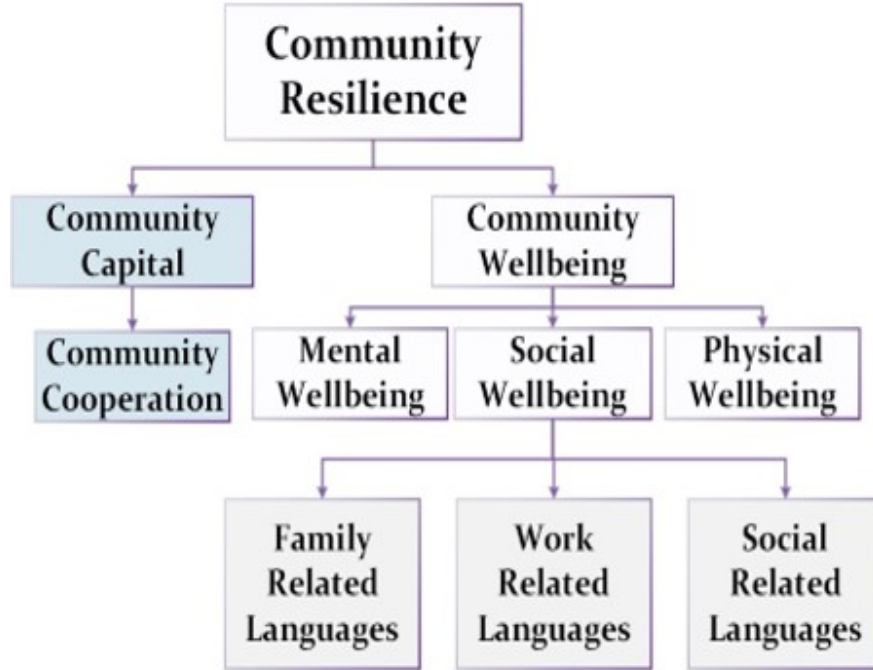 Community
Resilience
Community
Capital
Community
Wellbeing
Community
Cooperation
Mental
Wellbeing
Social
Wellbeing
Physical
Wellbeing
Family
Related
Languages
Work
Related
Languages
Social
Related
Languages